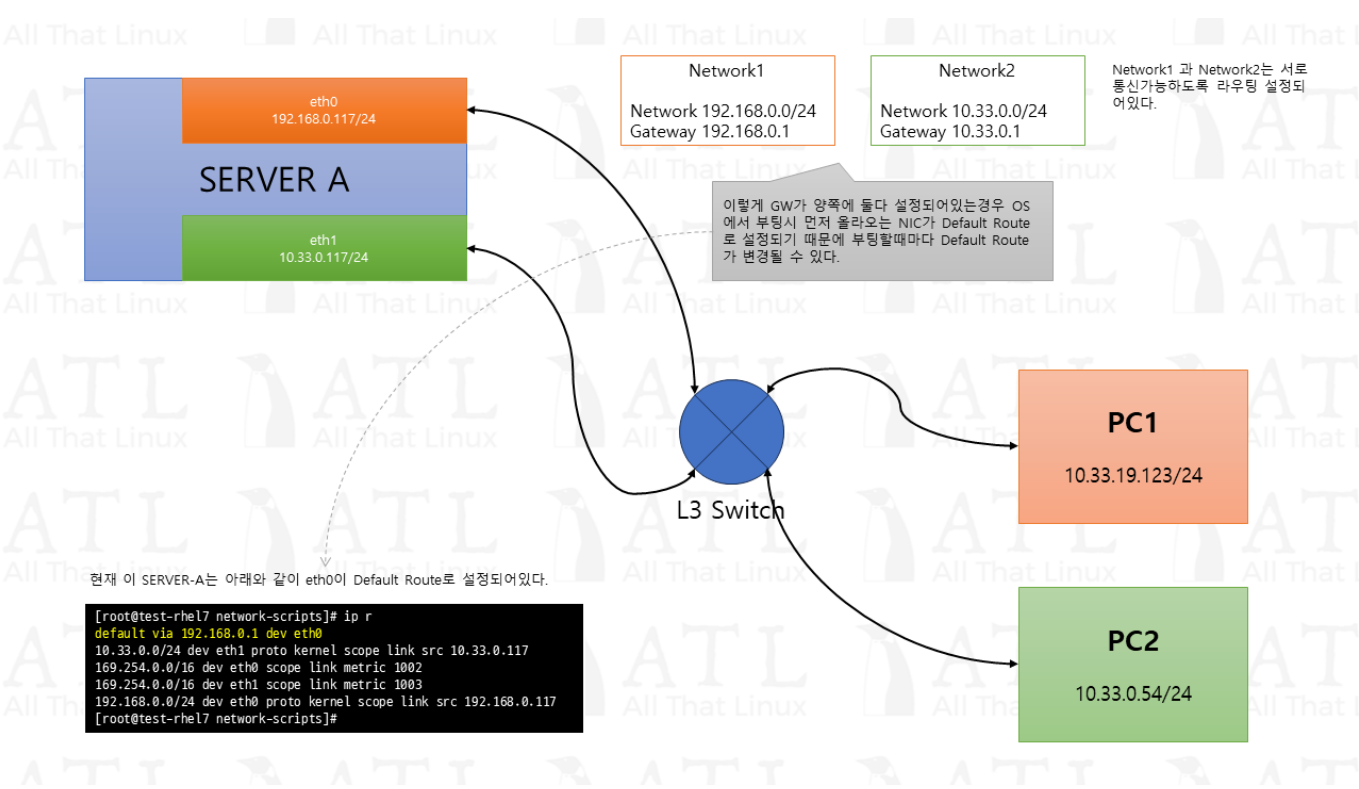 eth0
192.168.0.117/24
SERVER A
eth1
10.33.0.117/24
Network1
Network 192.168.0.0/24
Gateway 192.168.0.1
Network2
Network 10.33.0.0/24
Gateway 10.33.0.1
Network1 과 Network2는 서로
통신가능하도록 라우팅 설정되
어있다.
이렇게 GW가 양쪽에 둘다 설정되어있는경우 OS
에서 부팅시 먼저 올라오는 NIC가 Default Route
로 설정되기 때문에 부팅할때마다 Default Route
가 변경될 수 있다.
L3 Switch
PC1
10.33.19.123/24
PC2
10.33.0.54/24
현재 이 SERVER-A는 아래와 같이 eth0이 Default Route로 설정되어있다.
[root@test-rhel7 network-scripts]# ip r
default via 192.168.0.1 dev eth0
10.33.0.0/24 dev eth1 proto kernel scope link src 10.33.0.117
169.254.0.0/16 dev eth0 scope link metric 1002
169.254.0.0/16 dev eth1 scope link metric 1003
192.168.0.0/24 dev eth0 proto kernel scope link src 192.168.0.117
[root@test-rhel7 network-scripts]#
ATL
All That Linux